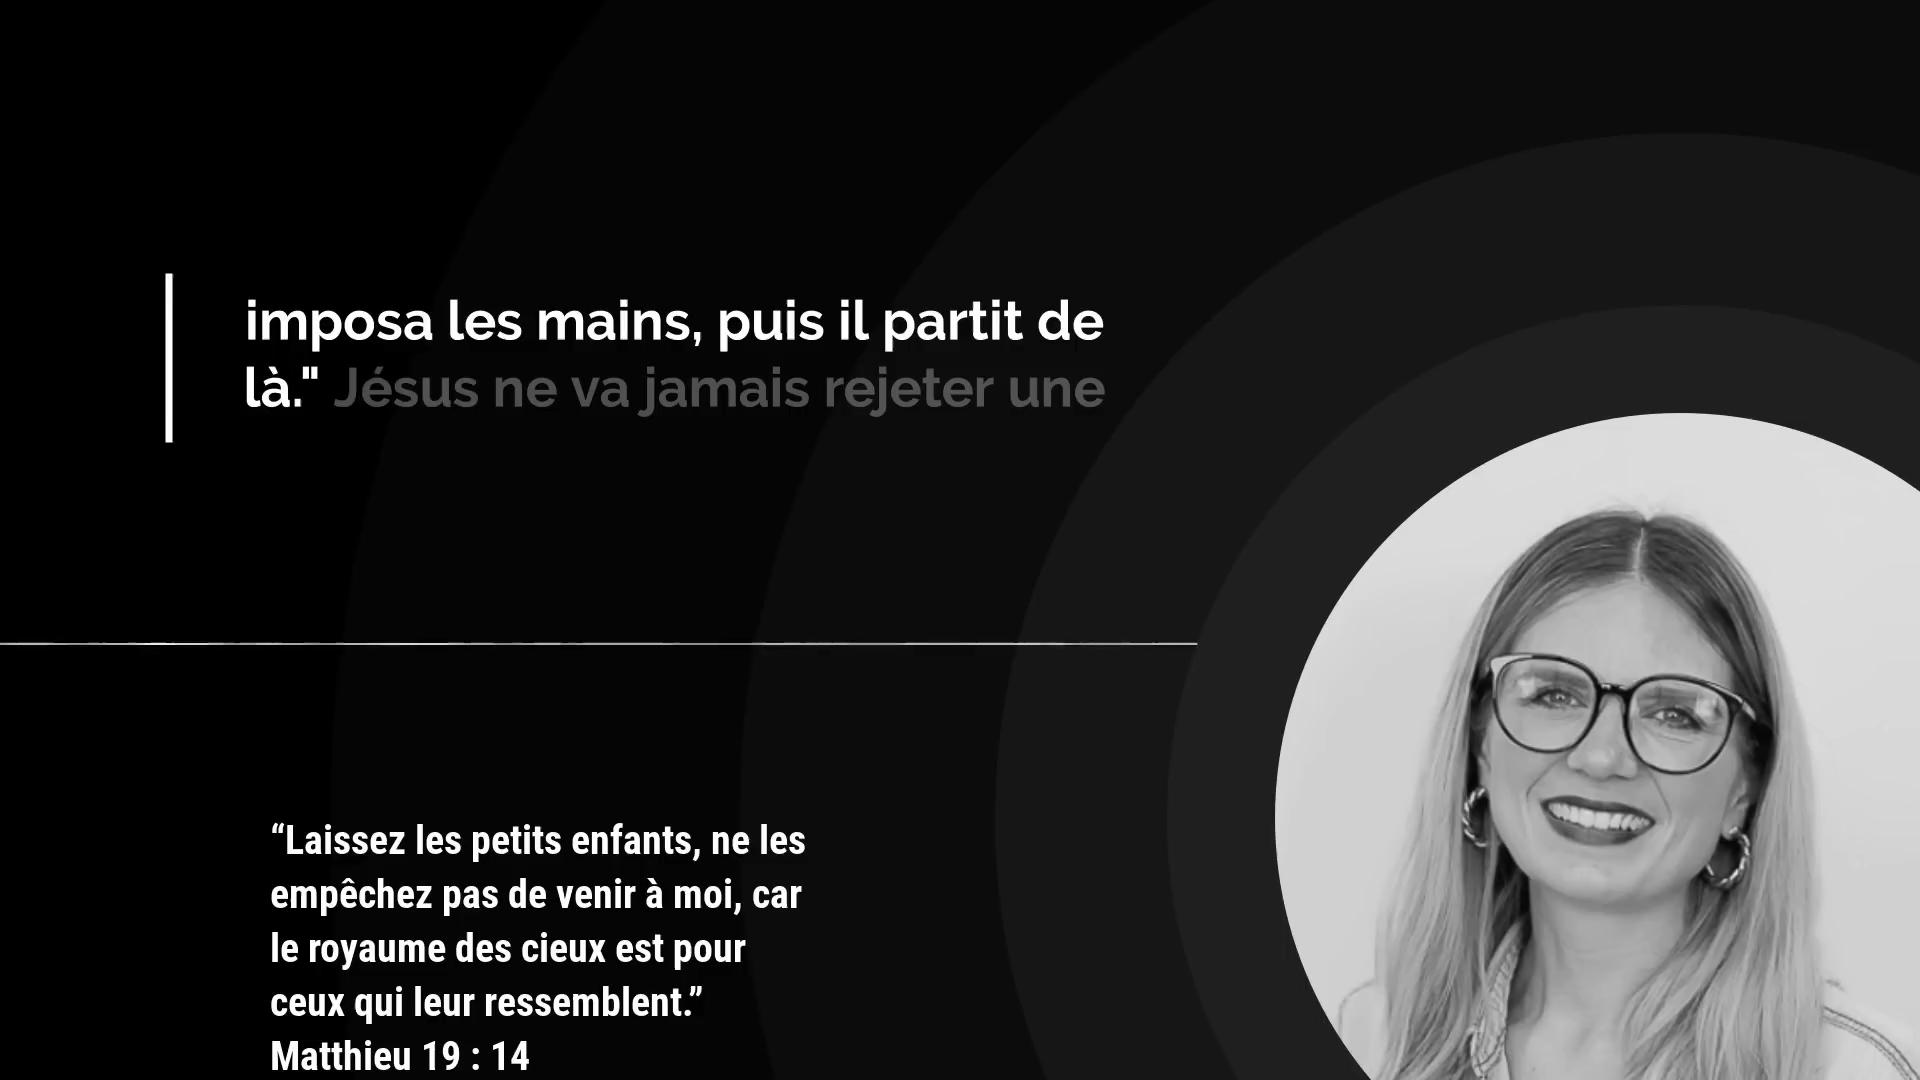 imposa les mains, puis il partit de
là." Jésus ne va jamais rejeter une
“Laissez les petits enfants, ne les
empêchez pas de venir à moi, car
le royaume des cieux est pour
ceux qui leur ressemblent.”
Matthieu 19 : 14